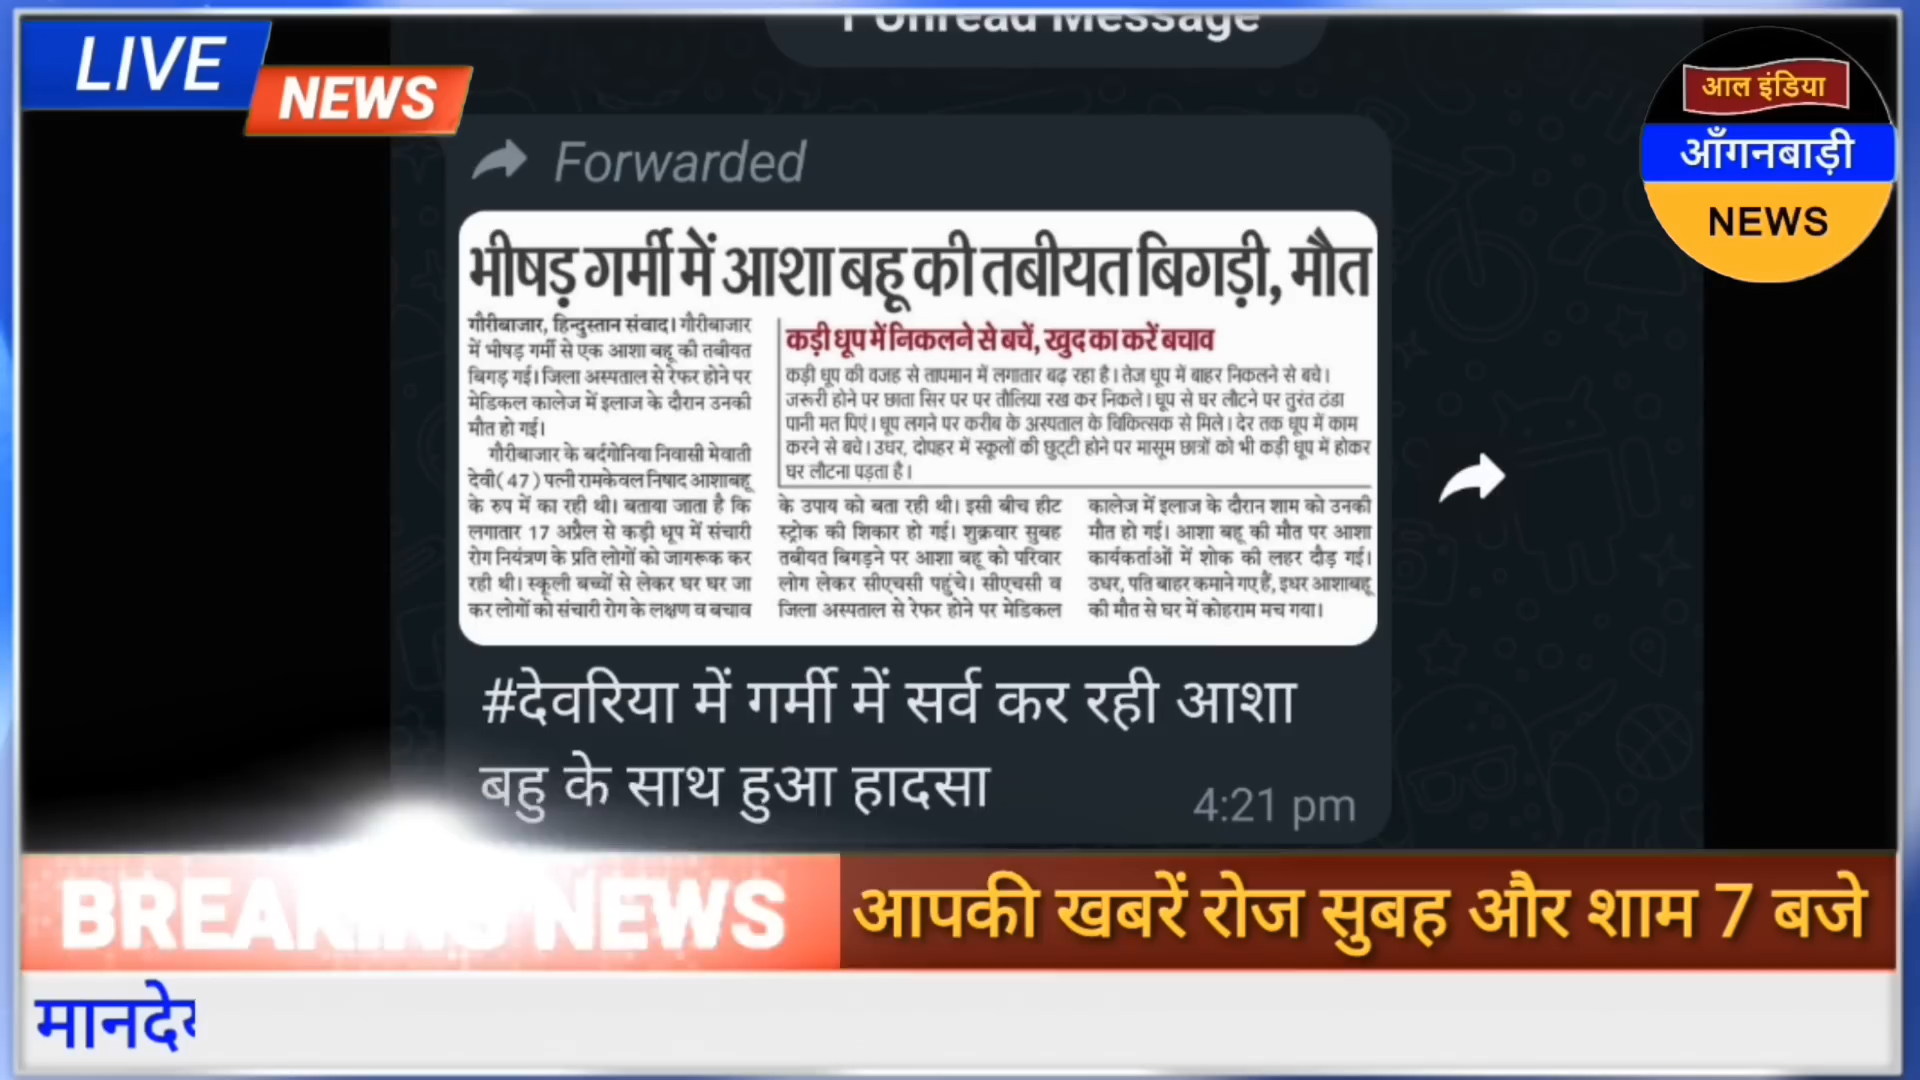 1 Unread Message
LIVE
NEWS
आल इंडिया
आँगनबाड़ी
NEWS
Forwarded
भीषड़ गर्मी में आशा बहू की तबीयत बिगड़ी, मौत
गौरीबाजार, हिन्दुस्तान संवाद। गौरीबाजार
में भीषड़ गर्मी से एक आशा बहू की तबीयत
बिगड़ गई। जिला अस्पताल से रेफर होने पर
मेडिकल कालेज में इलाज के दौरान उनकी
मौत हो गई।
गौरीबाजार के बर्दगोनिया निवासी मेवाती
देवी(47) पत्नी रामकेवल निषाद आशाबहू
के रुप में का रही थी। बताया जाता है कि
लगातार 17 अप्रैल से कड़ी धूप में संचारी
रोग नियंत्रण के प्रति लोगों को जागरूक कर
रही थी। स्कूली बच्चों से लेकर घर घर जा
कर लोगों को संचारी रोग के लक्षण व बचाव
कड़ी धूप में निकलने से बचें, खुद का करें बचाव
कड़ी धूप की वजह से तापमान में लगातार बढ़ रहा है। तेज धूप में बाहर निकलने से बचे।
जरूरी होने पर छाता सिर पर पर तौलिया रख कर निकले। धूप से घर लौटने पर तुरंत ठंडा
पानी मत पिएं। धूप लगने पर करीब के अस्पताल के चिकित्सक से मिले। देर तक धूप में काम
करने से बचे। उधर, दोपहर में स्कूलों की छुट्टी होने पर मासूम छात्रों को भी कड़ी धूप में होकर
घर लौटना पड़ता है।
के उपाय को बता रही थी। इसी बीच हीट
स्ट्रोक की शिकार हो गई। शुक्रवार सुबह
तबीयत बिगड़ने पर आशा बहू को परिवार
लोग लेकर सीएचसी पहुंचे। सीएचसी व
जिला अस्पताल से रेफर होने पर मेडिकल
कालेज में इलाज के दौरान शाम को उनकी
मौत हो गई। आशा बहू की मौत पर आशा
कार्यकर्ताओं में शोक की लहर दौड़ गई।
उधर, पति बाहर कमाने गए हैं, इधर आशाबहू
की मौत से घर में कोहराम मच गया।
#देवरिया में गर्मी में सर्व कर रही आशा
बहु के साथ हुआ हादसा
4:21 pm
BREAKING NEWS
आपकी खबरें रोज सुबह और शाम 7 बजे